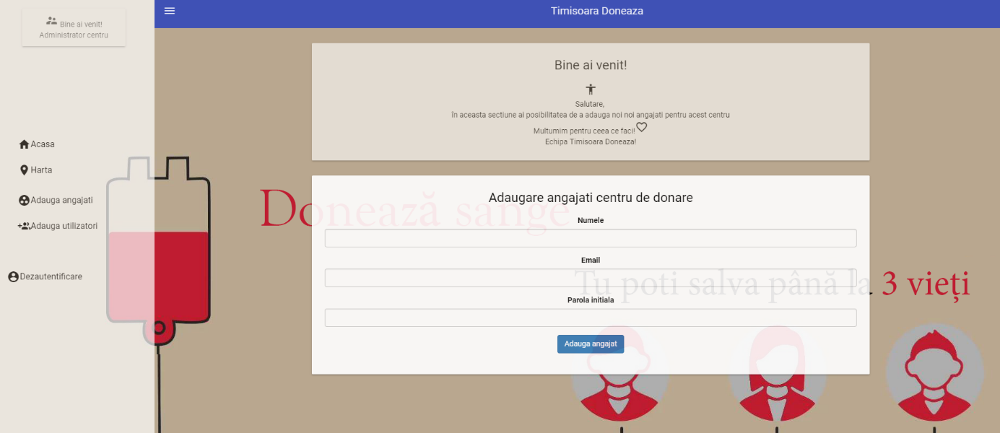 Bine ai venit!
Administrator centru
Timisoara Doneaza
Acasa
Harta
Adauga angajati
Adauga utilizatori
Dezautentificare
Bine ai venit!
Salutare,
în aceasta sectiune ai posibilitatea de a adauga noi noi angajati pentru acest centru
Multumim pentru ceea ce faci!
Echipa Timisoara Doneaza!
Donează sange
Adaugare angajati centru de donare
Numele
Email
Tu poti salva până la 3 vieți
Parola initiala
Adauga angajat